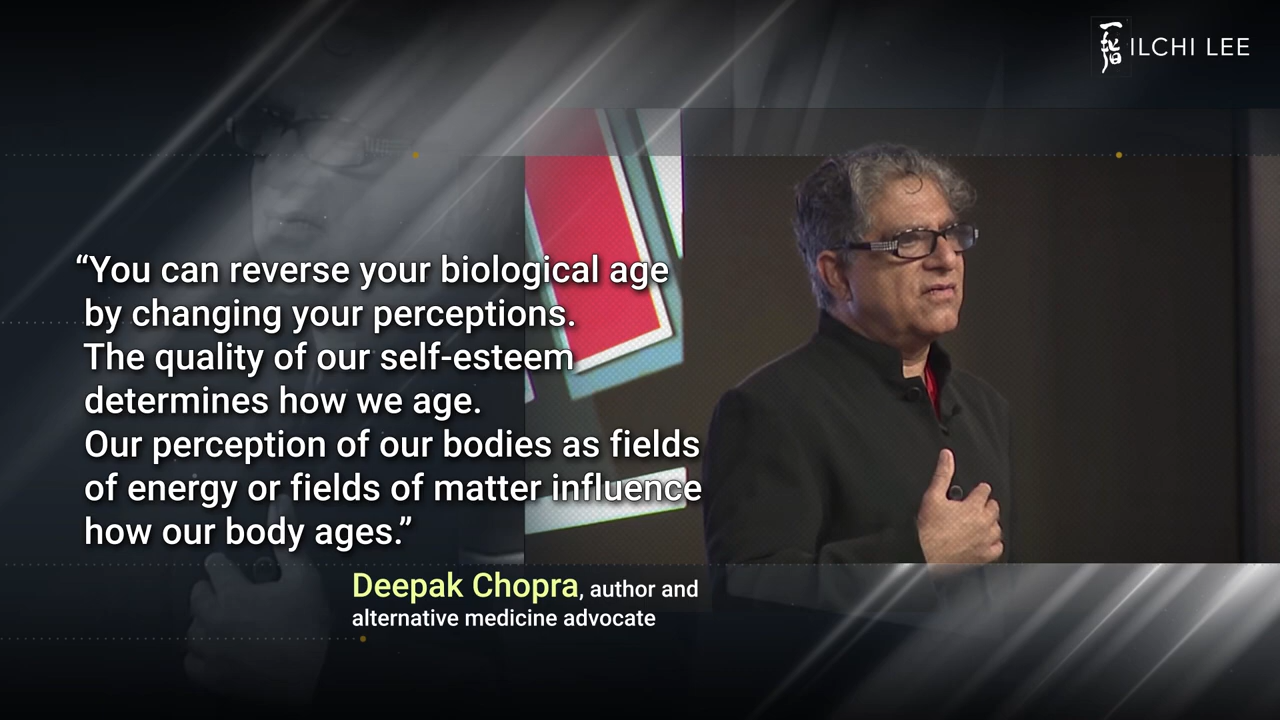 一指 ILCHI LEE
“You can reverse your biological age
by changing your perceptions.
The quality of our self-esteem
determines how we age.
Our perception of our bodies as fields
of energy or fields of matter influence
how our body ages.”
Deepak Chopra, author and
alternative medicine advocate